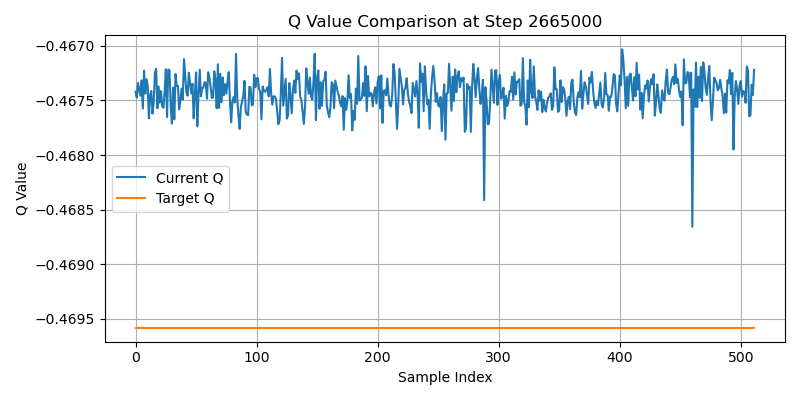 Q Value Comparison at Step 2665000
Q Value
−0.4670
−0.4675
−0.4680
−0.4685
−0.4690
−0.4695
Current Q
Target Q
0 100 200 300 400 500
Sample Index